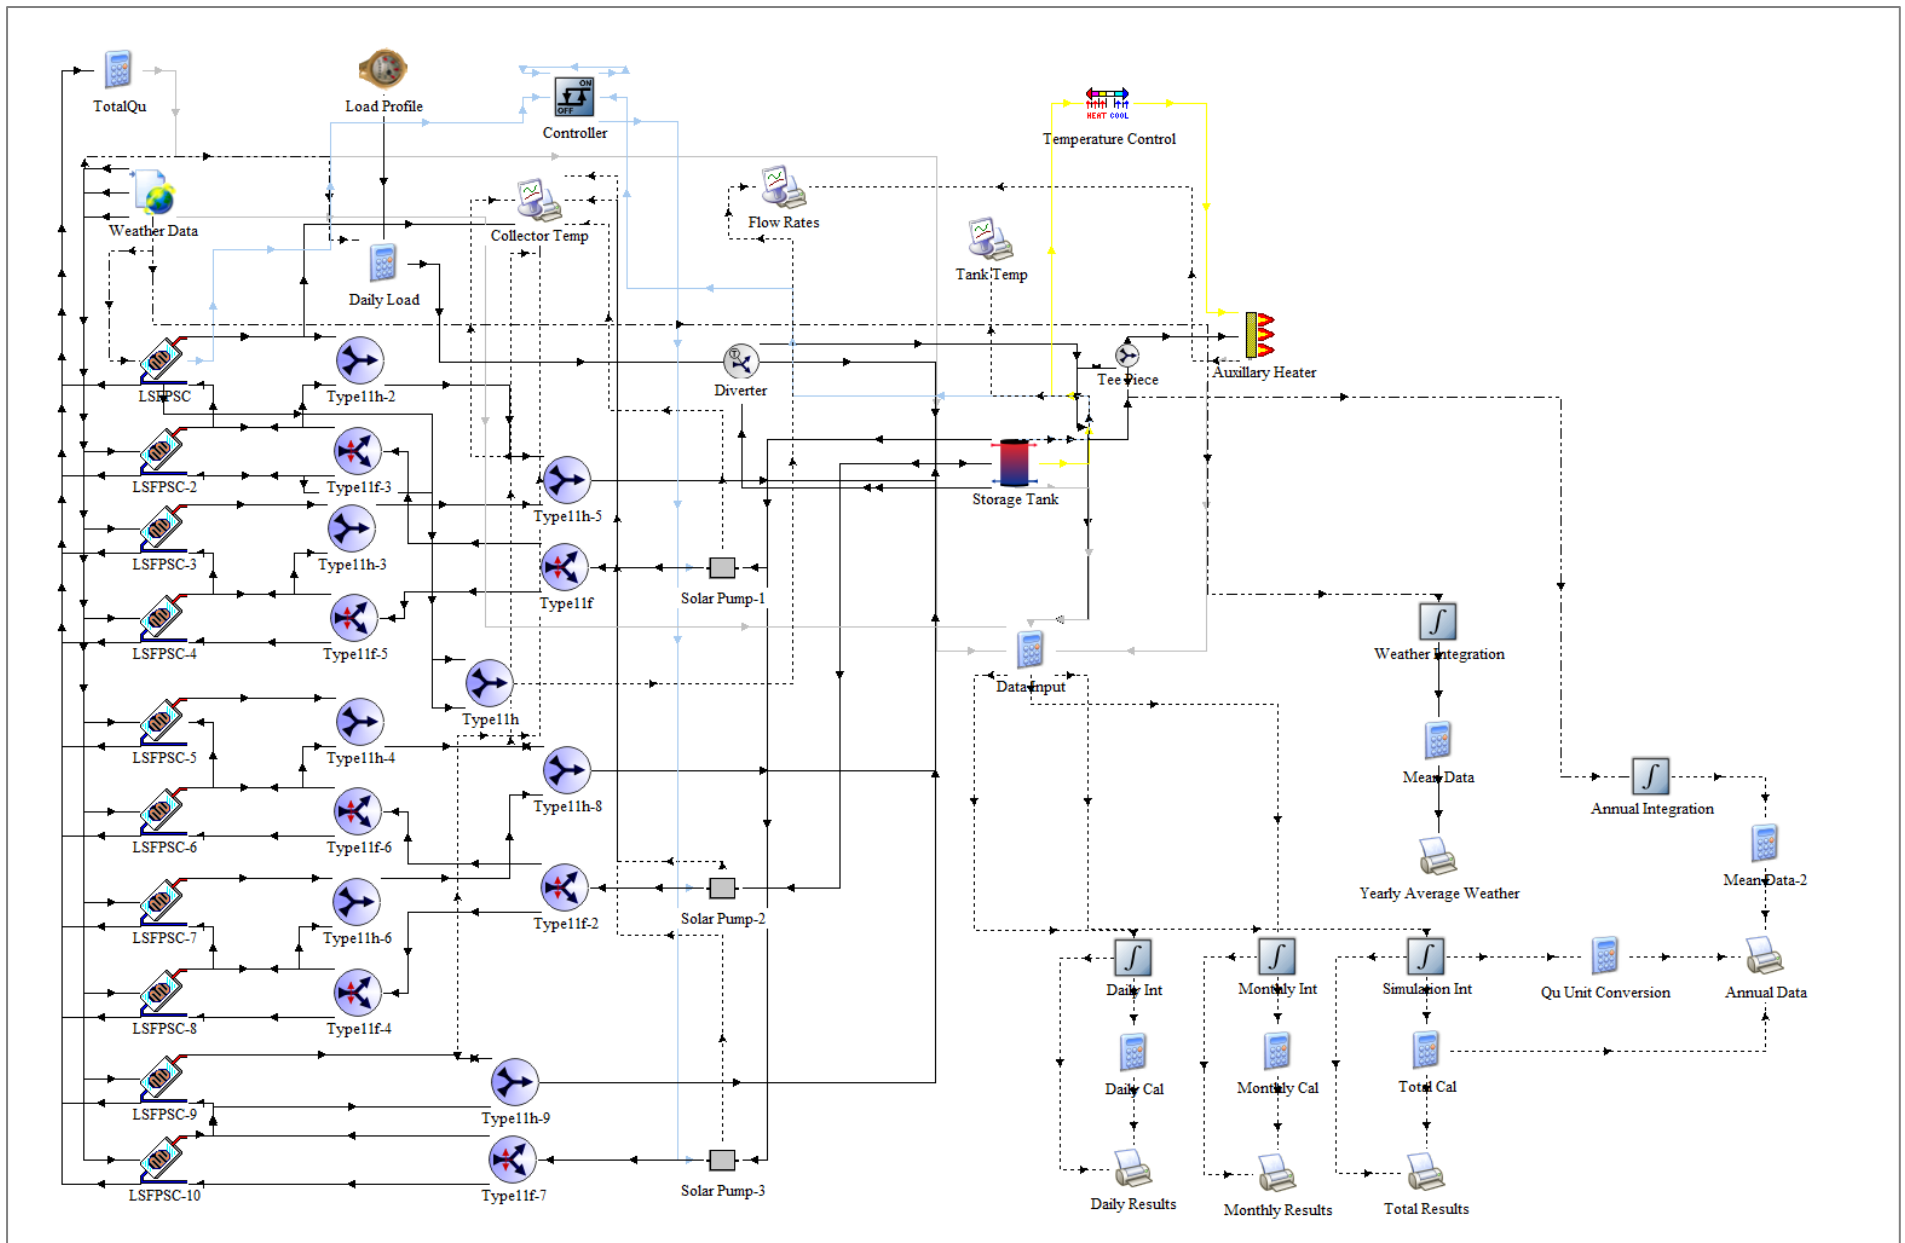 TotalQu
Load Profile
ON
OFF
Controller
HEAT COOL
Temperature Control
Weather Data
Collector Temp
Flow Rates
Tank Temp
Daily Load
LSFPSC
Type11h-2
T
Diverter
Tee Piece
Auxillary Heater
LSFPSC-2
Type11f-3
Type11h-5
Storage Tank
LSFPSC-3
Type11h-3
Type11f
Solar Pump-1
LSFPSC-4
Type11f-5
Weather Integration
Type11h
Data Input
LSFPSC-5
Type11h-4
Type11h-8
Mean Data
Annual Integration
LSFPSC-6
Type11f-6
Yearly Average Weather
Mean Data-2
LSFPSC-7
Type11h-6
Type11f-2
Solar Pump-2
LSFPSC-8
Type11f-4
Daily Int
Monthly Int
Simulation Int
Qu Unit Conversion
Annual Data
LSFPSC-9
Type11h-9
Daily Cal
Monthly Cal
Total Cal
LSFPSC-10
Type11f-7
Solar Pump-3
Daily Results
Monthly Results
Total Results